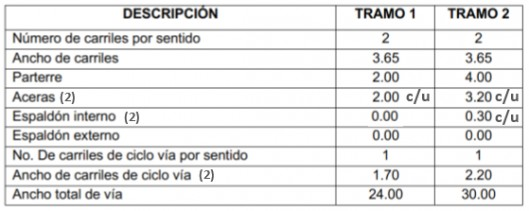 DESCRIPCIÓN TRAMO 1 TRAMO 2
Número de carriles por sentido 2 2
Ancho de carriles 3.65 3.65
Parterre 2.00 4.00
Aceras (2) 2.00 c/u 3.20 c/u
Espaldón interno (2) 0.00 0.30 c/u
Espaldón externo 0.00 0.00
No. De carriles de ciclo vía por sentido 1 1
Ancho de carriles de ciclo vía (2) 1.70 2.20
Ancho total de vía 24.00 30.00